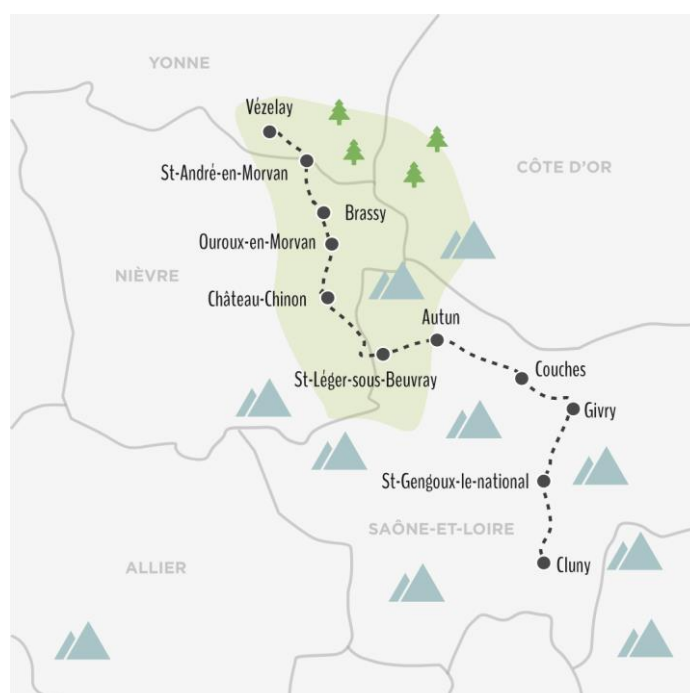 YONNE
Vézelay
CÔTE D'OR
St-André-en-Morvan
Brassy
Ouroux-en-Morvan
NIÈVRE
Château-Chinon
Autun
Couches
St-Léger-sous-Beuvray
Givry
St-Gengoux-le-national
SAÔNE-ET-LOIRE
ALLIER
Cluny